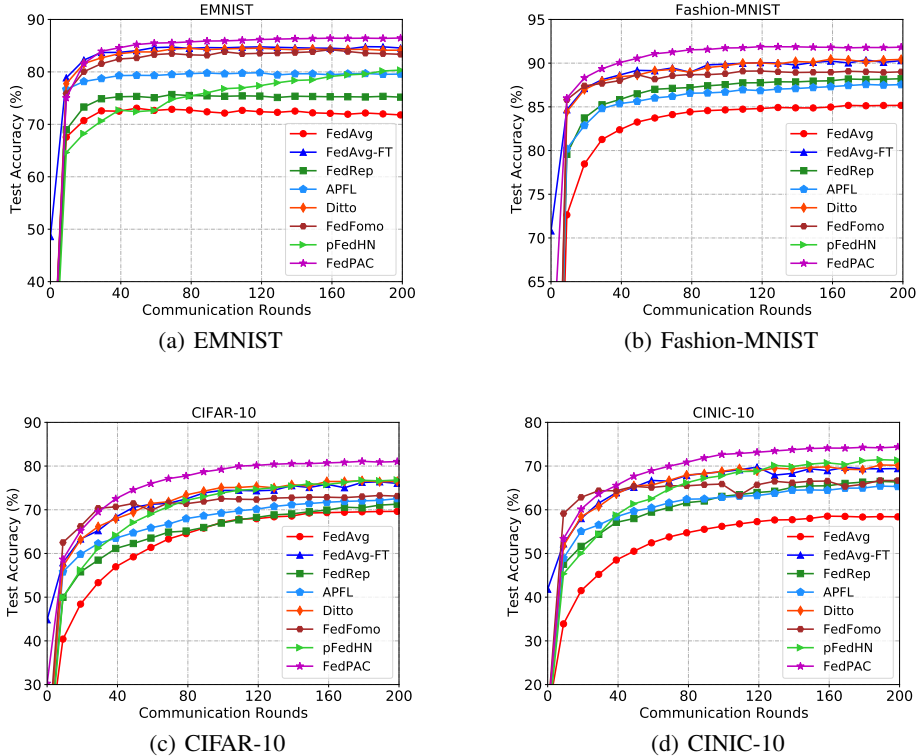 EMNIST
Test Accuracy (%)
90
80
70
60
50
40
0
40
80
120
160
200
Communication Rounds
FedAvg
FedAvg-FT
FedRep
APFL
Ditto
FedFomo
pFedHN
FedPAC
(a) EMNIST
Fashion-MNIST
Test Accuracy (%)
95
90
85
80
75
70
65
0
40
80
120
160
200
Communication Rounds
FedAvg
FedAvg-FT
FedRep
APFL
Ditto
FedFomo
pFedHN
FedPAC
(b) Fashion-MNIST
CIFAR-10
Test Accuracy (%)
90
80
70
60
50
40
30
0
40
80
120
160
200
Communication Rounds
FedAvg
FedAvg-FT
FedRep
APFL
Ditto
FedFomo
pFedHN
FedPAC
(c) CIFAR-10
CINIC-10
Test Accuracy (%)
80
70
60
50
40
30
20
0
40
80
120
160
200
Communication Rounds
FedAvg
FedAvg-FT
FedRep
APFL
Ditto
FedFomo
pFedHN
FedPAC
(d) CINIC-10